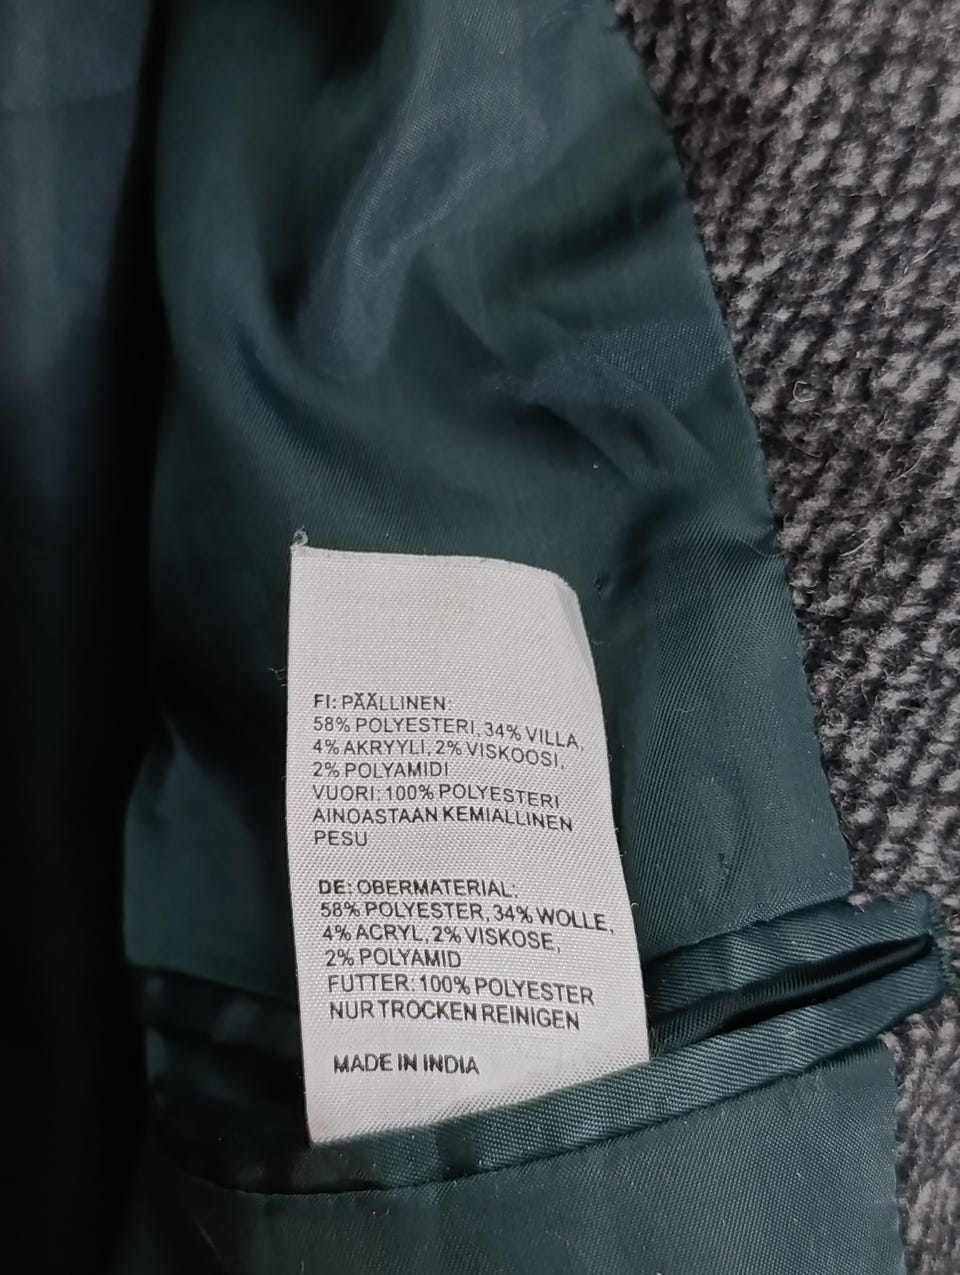 FI: PÄÄLLINEN:
58% POLYESTERI, 34% VILLA,
4% AKRYYLI, 2% VISKOOSI,
2% POLYAMIDI
VUORI: 100% POLYESTERI
AINOASTAAN KEMIALLINEN
PESU
DE: OBERMATERIAL:
58% POLYESTER, 34% WOLLE,
4% ACRYL, 2% VISKOSE,
2% POLYAMID
FUTTER: 100% POLYESTER
NUR TROCKEN REINIGEN
MADE IN INDIA